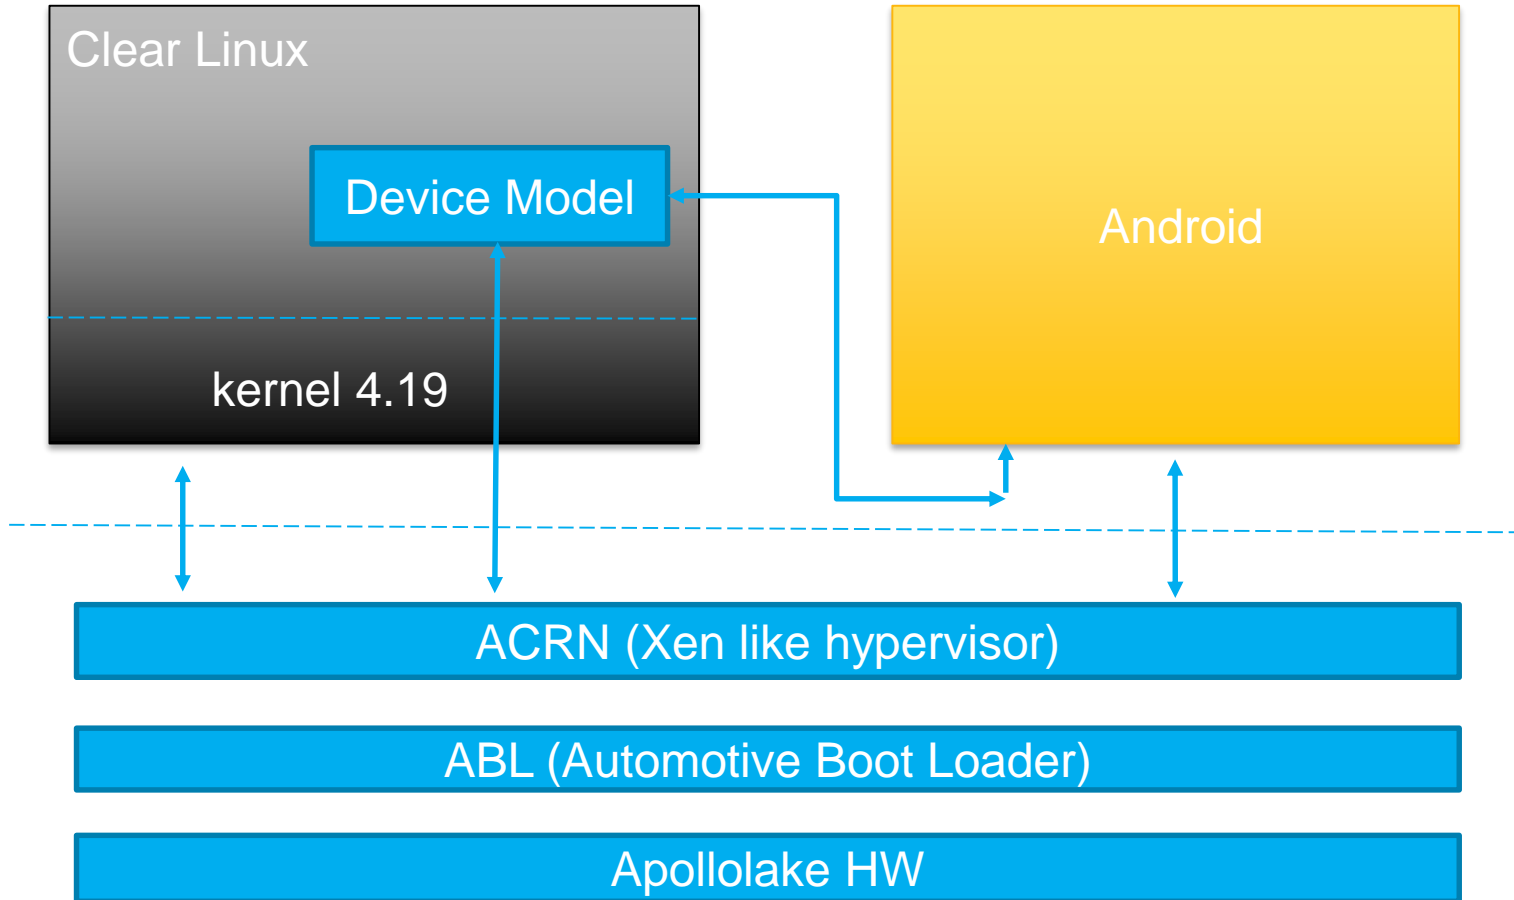 Clear Linux
Device Model
Android
kernel 4.19
ACRN (Xen like hypervisor)
ABL (Automotive Boot Loader)
Apollolake HW